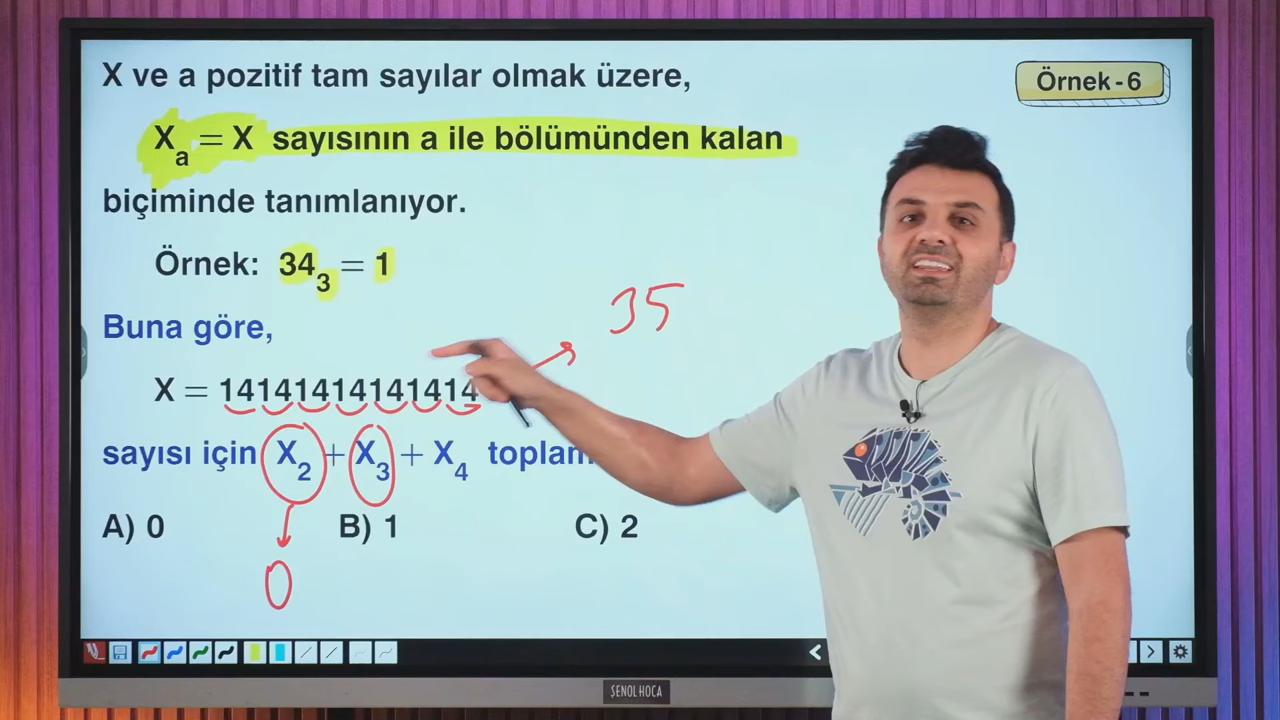 X ve a pozitif tam sayılar olmak üzere,
Örnek - 6
Xa = X sayısının a ile bölümünden kalan
biçiminde tanımlanıyor.
Örnek: 34₃ = 1
35
Buna göre,
X = 14141414141414
sayısı için X₂ + X₃ + X₄
A) 0 B) 1 C) 2
0
ŞENOL HOCA